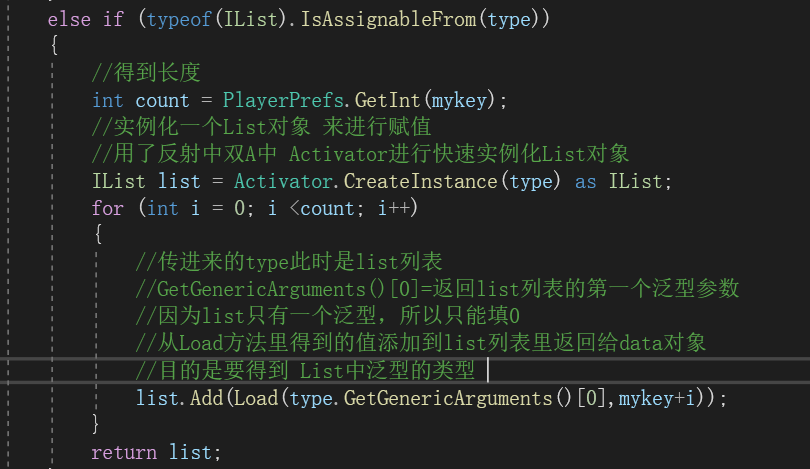 else if (typeof(IList).IsAssignableFrom(type))
{
//得到长度
int count = PlayerPrefs.GetInt(mykey);
//实例化一个List对象 来进行赋值
//用了反射中双A中 Activator进行快速实例化List对象
IList list = Activator.CreateInstance(type) as IList;
for (int i = 0; i <count; i++)
{
//传进来的type此时是list列表
//GetGenericArguments()[0]=返回list列表的第一个泛型参数
//因为list只有一个泛型，所以只能填0
//从Load方法里得到的值添加到list列表里返回给data对象
//目的是要得到 List中泛型的类型
list.Add(Load(type.GetGenericArguments()[0],mykey+i));
}
return list;